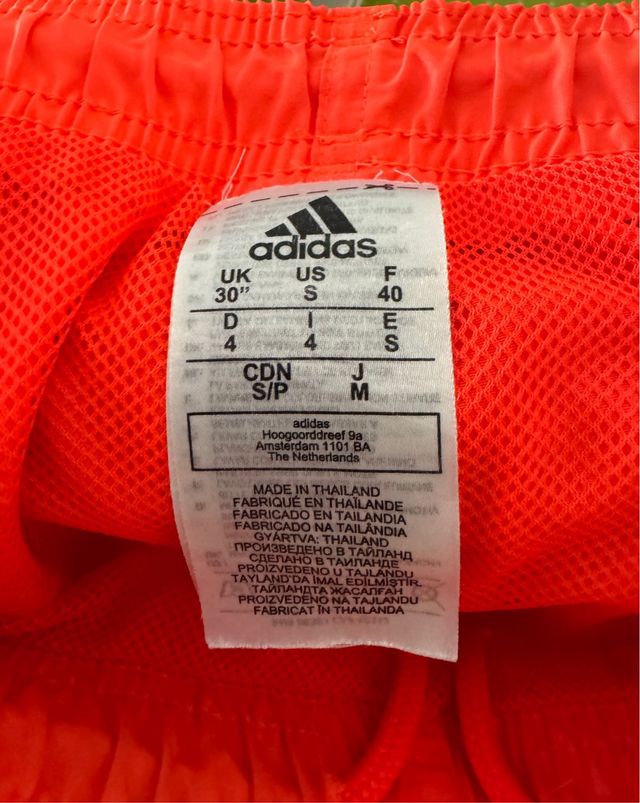 adidas
UK US F
30" S 40
D I E
4 4 S
CDN J
S/P M
adidas
Hoogoorddreef 9a
Amsterdam 1101 BA
The Netherlands
MADE IN THAILAND
FABRIQUÉ EN THAÏLANDE
FABRICADO EN TAILANDIA
FABRICADO NA TAILÂNDIA
GYÁRTVA: THAILAND
ПРОИЗВЕДЕНО В ТАЙЛАНД
СДЕЛАНО В ТАИЛАНДЕ
PROIZVEDENO U TAJLANDU
TAYLAND'DA İMAL EDİLMİŞTİR.
ТАЙЛАНДТА ЖАСАЛҒАН
PROIZVEDENO NA TAJLANDU
FABRICAT ÎN THAILANDA